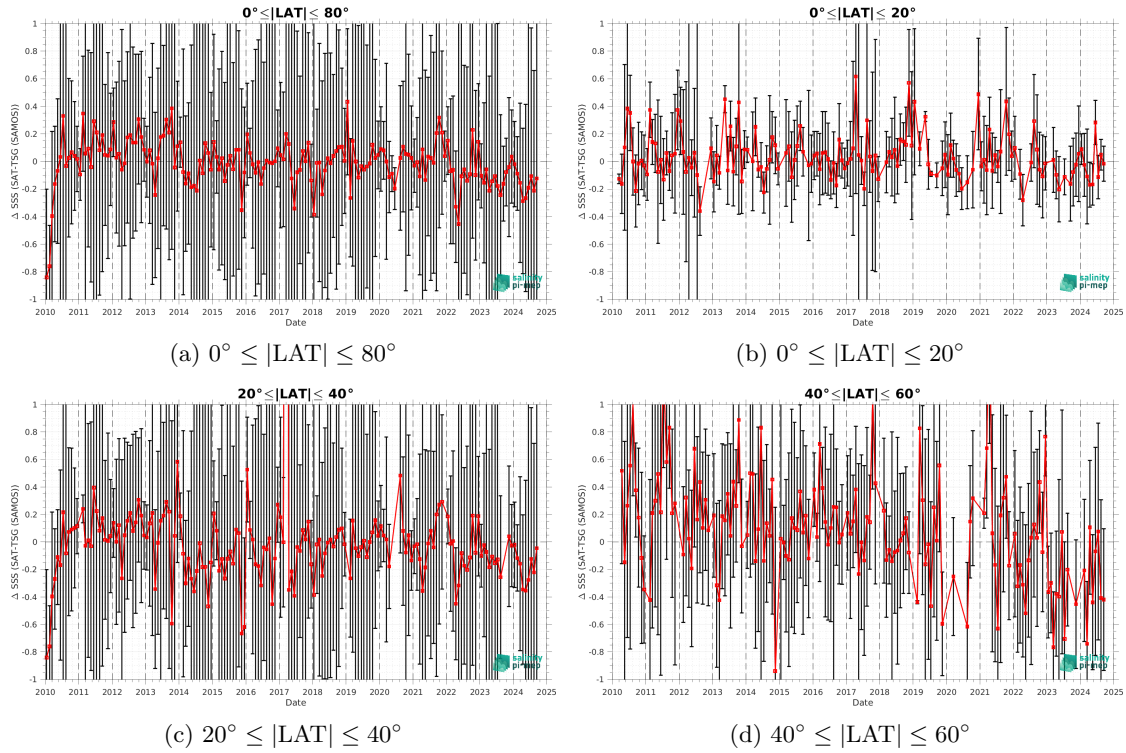 0°≤|LAT|≤ 80°
Δ SSS (SAT-TSG (SAMOS))
1
0.8
0.6
0.4
0.2
0
-0.2
-0.4
-0.6
-0.8
-1
2010 2011 2012 2013 2014 2015 2016 2017 2018 2019 2020 2021 2022 2023 2024 2025
Date
salinity
pi-mep
(a) 0° ≤ |LAT| ≤ 80°
0°≤|LAT|≤ 20°
Δ SSS (SAT-TSG (SAMOS))
1
0.8
0.6
0.4
0.2
0
-0.2
-0.4
-0.6
-0.8
-1
2010 2011 2012 2013 2014 2015 2016 2017 2018 2019 2020 2021 2022 2023 2024 2025
Date
salinity
pi-mep
(b) 0° ≤ |LAT| ≤ 20°
20°≤|LAT|≤ 40°
Δ SSS (SAT-TSG (SAMOS))
1
0.8
0.6
0.4
0.2
0
-0.2
-0.4
-0.6
-0.8
-1
2010 2011 2012 2013 2014 2015 2016 2017 2018 2019 2020 2021 2022 2023 2024 2025
Date
salinity
pi-mep
(c) 20° ≤ |LAT| ≤ 40°
40°≤|LAT|≤ 60°
Δ SSS (SAT-TSG (SAMOS))
1
0.8
0.6
0.4
0.2
0
-0.2
-0.4
-0.6
-0.8
-1
2010 2011 2012 2013 2014 2015 2016 2017 2018 2019 2020 2021 2022 2023 2024 2025
Date
salinity
pi-mep
(d) 40° ≤ |LAT| ≤ 60°